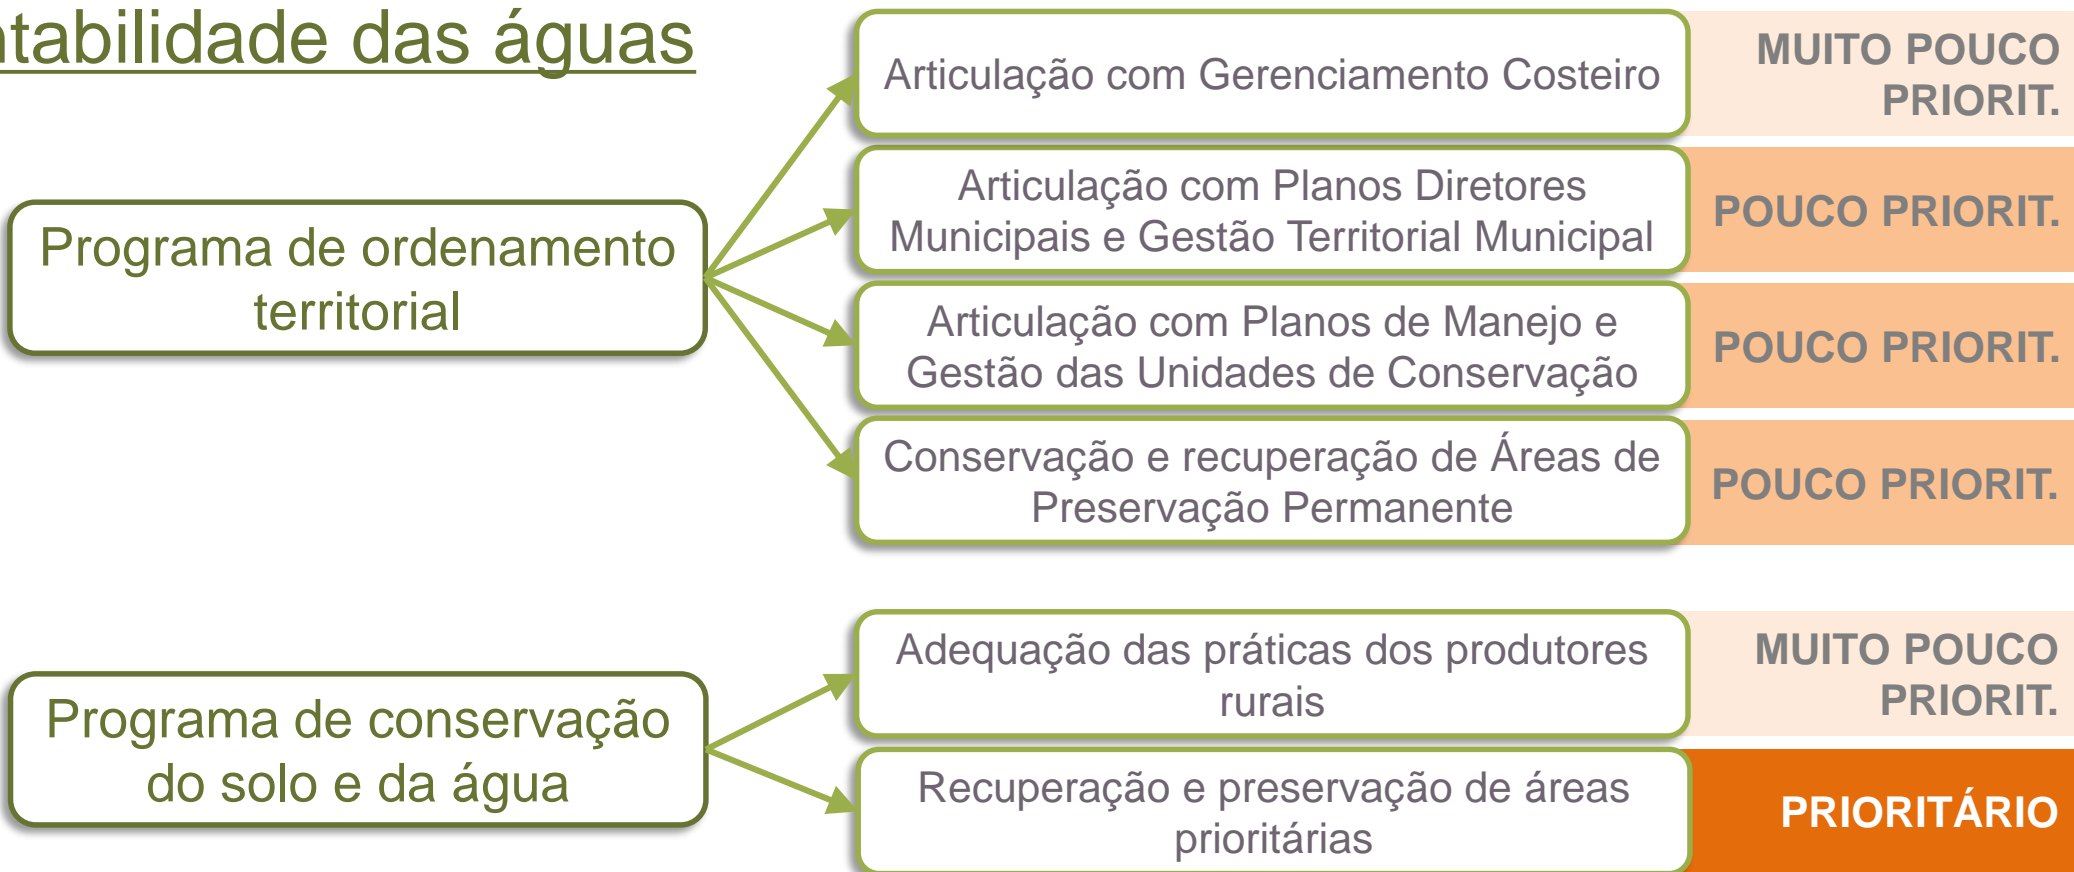 ntabilidade das águas
Programa de ordenamento
territorial
Articulação com Gerenciamento Costeiro
MUITO POUCO
PRIORIT.
Articulação com Planos Diretores
Municipais e Gestão Territorial Municipal
POUCO PRIORIT.
Articulação com Planos de Manejo e
Gestão das Unidades de Conservação
POUCO PRIORIT.
Conservação e recuperação de Áreas de
Preservação Permanente
POUCO PRIORIT.
Programa de conservação
do solo e da água
Adequação das práticas dos produtores
rurais
MUITO POUCO
PRIORIT.
Recuperação e preservação de áreas
prioritárias
PRIORITÁRIO